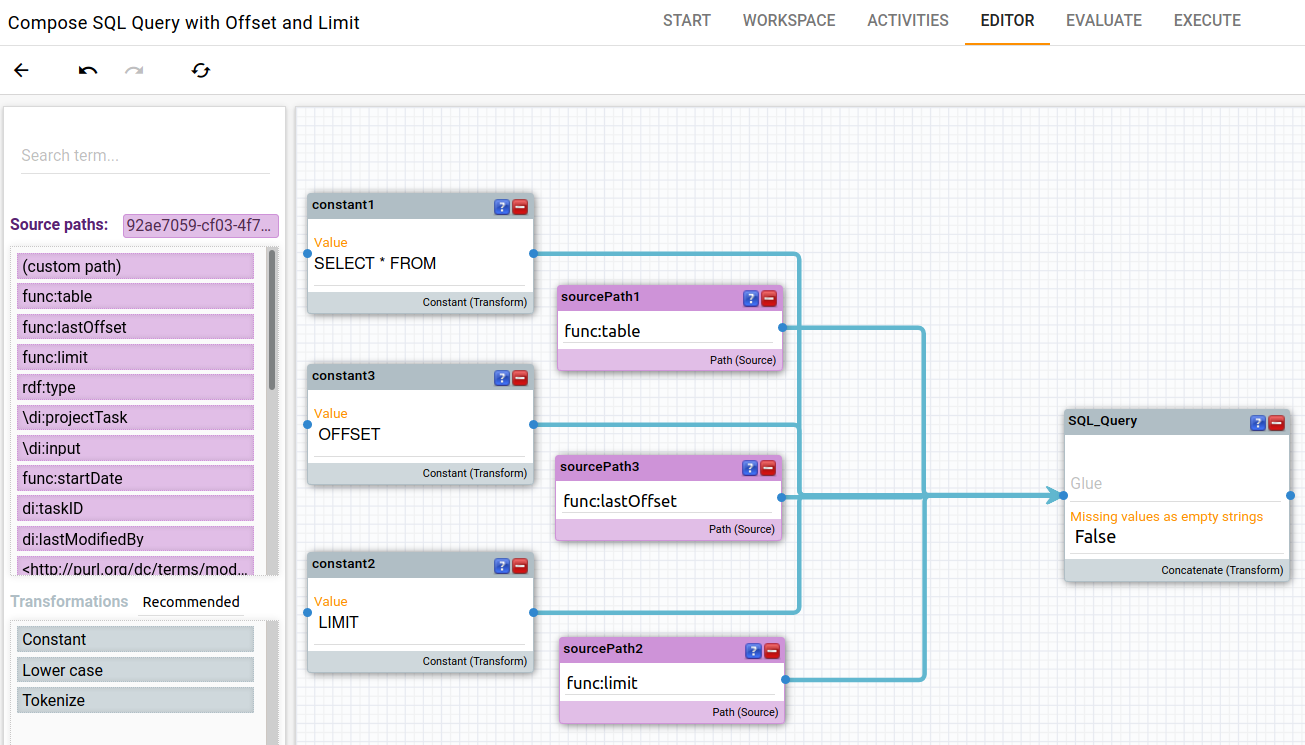 Compose SQL Query with Offset and Limit
START WORKSPACE ACTIVITIES EDITOR EVALUATE EXECUTE
Search term...
Source paths: 92ae7059-cf03-4f7...
(custom path)
func:table
func:lastOffset
func:limit
rdf:type
\di:projectTask
\di:input
func:startDate
di:taskID
di:lastModifiedBy
<http://purl.org/dc/terms/mod...
Transformations Recommended
Constant
Lower case
Tokenize
constant1
Value
SELECT * FROM
Constant (Transform)
sourcePath1
func:table
Path (Source)
constant3
Value
OFFSET
Constant (Transform)
sourcePath3
func:lastOffset
Path (Source)
constant2
Value
LIMIT
Constant (Transform)
sourcePath2
func:limit
Path (Source)
SQL_Query
Glue
Missing values as empty strings
False
Concatenate (Transform)